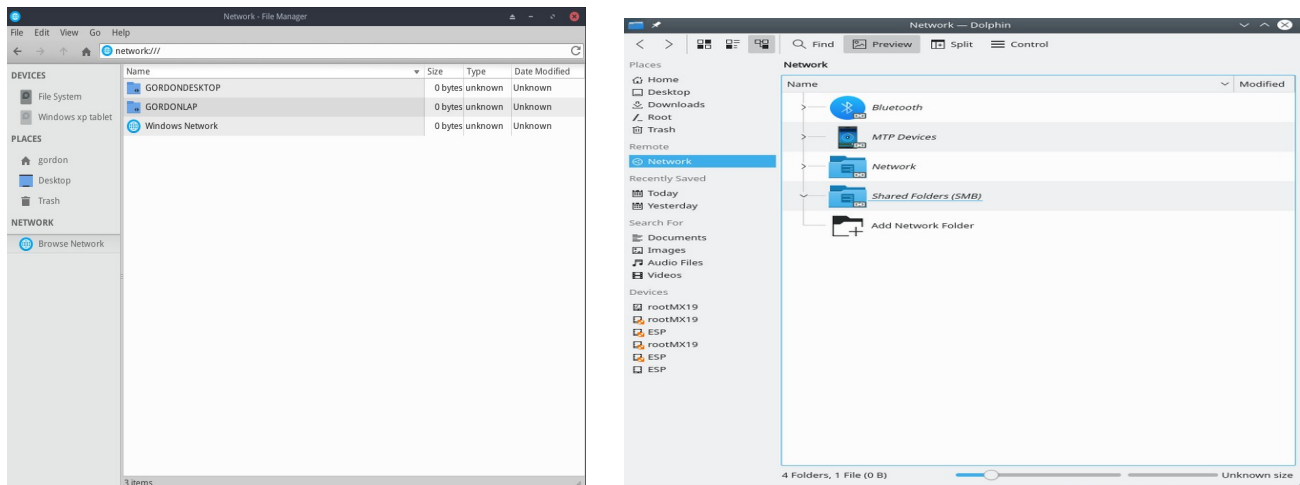 Network - File Manager
File Edit View Go Help
network:///
DEVICES
File System
Windows xp tablet
PLACES
gordon
Desktop
Trash
NETWORK
Browse Network
Name Size Type Date Modified
GORDONDESKTOP 0 bytes unknown Unknown
GORDONLAP 0 bytes unknown Unknown
Windows Network 0 bytes unknown Unknown
3 items
Network — Dolphin
Find Preview Split Control
Places
Home
Desktop
Downloads
Root
Trash
Remote
Network
Recently Saved
Today
Yesterday
Search For
Documents
Images
Audio Files
Videos
Devices
rootMX19
rootMX19
ESP
rootMX19
ESP
ESP
Network
Name Modified
Bluetooth
MTP Devices
Network
Shared Folders (SMB)
Add Network Folder
4 Folders, 1 File (0 B) Unknown size